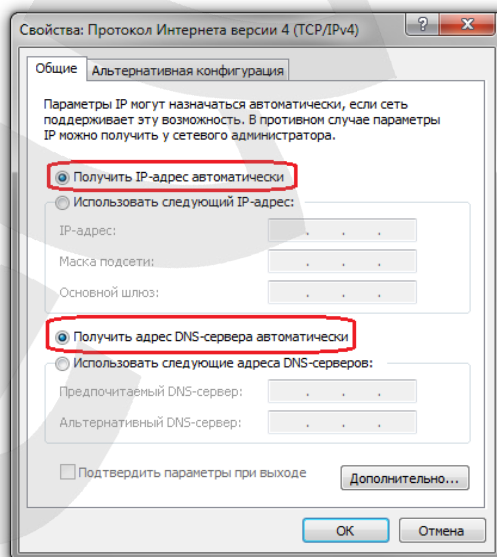 Свойства: Протокол Интернета версии 4 (TCP/IPv4)
Общие
Альтернативная конфигурация
Параметры IP могут назначаться автоматически, если сеть
поддерживает эту возможность. В противном случае параметры
IP можно получить у сетевого администратора.
Получить IP-адрес автоматически
Использовать следующий IP-адрес:
IP-адрес:
Маска подсети:
Основной шлюз:
Получить адрес DNS-сервера автоматически
Использовать следующие адреса DNS-серверов:
Предпочитаемый DNS-сервер:
Альтернативный DNS-сервер:
Подтвердить параметры при выходе
Дополнительно...
ОК
Отмена